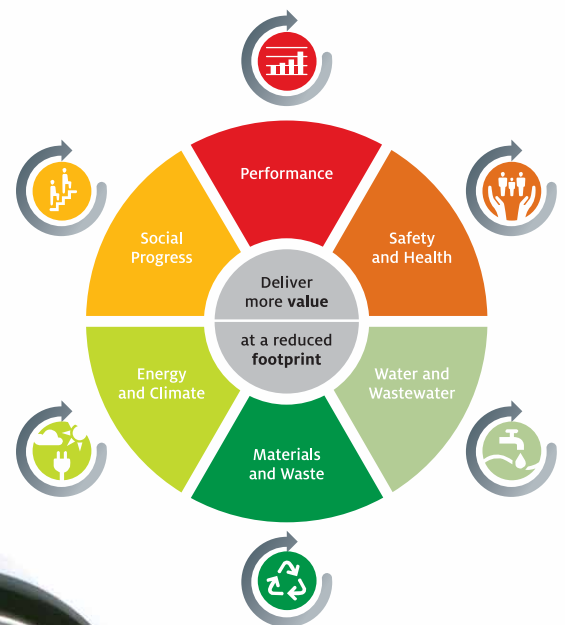 Performance
Social
Progress
Safety
and Health
Deliver
more value
at a reduced
footprint
Energy
and Climate
Water and
Wastewater
Materials
and Waste